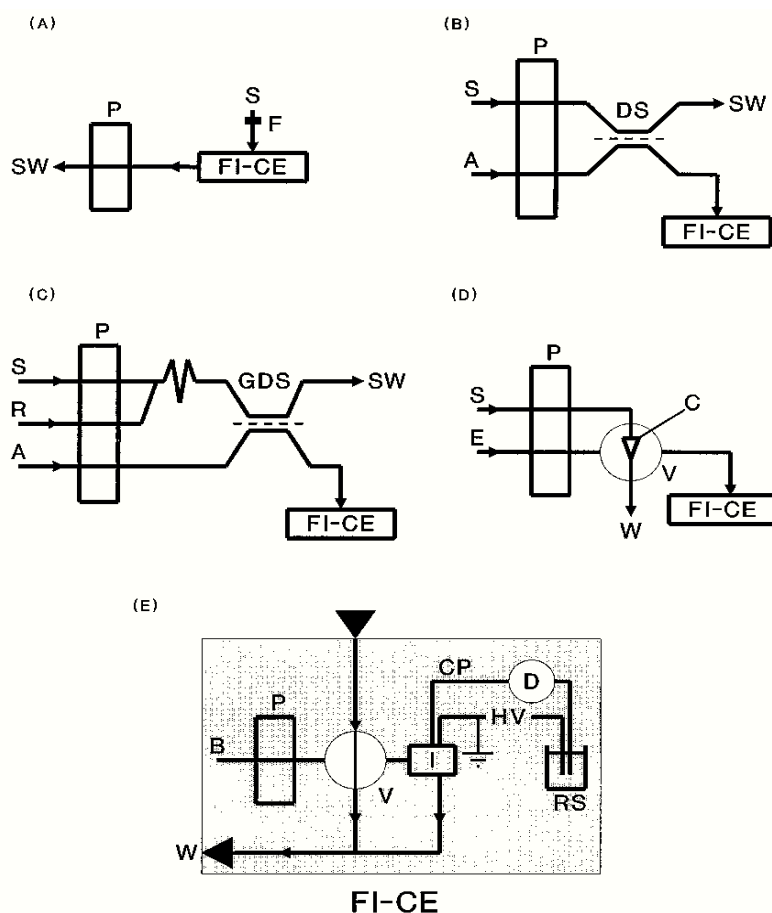 (A)
S
P
F
SW
FI-CE
(B)
P
S
DS
SW
A
FI-CE
(C)
P
S
GDS
SW
R
A
FI-CE
(D)
P
S
C
E
V
W
FI-CE
(E)
CP
D
P
HV
B
I
V
RS
W
FI-CE